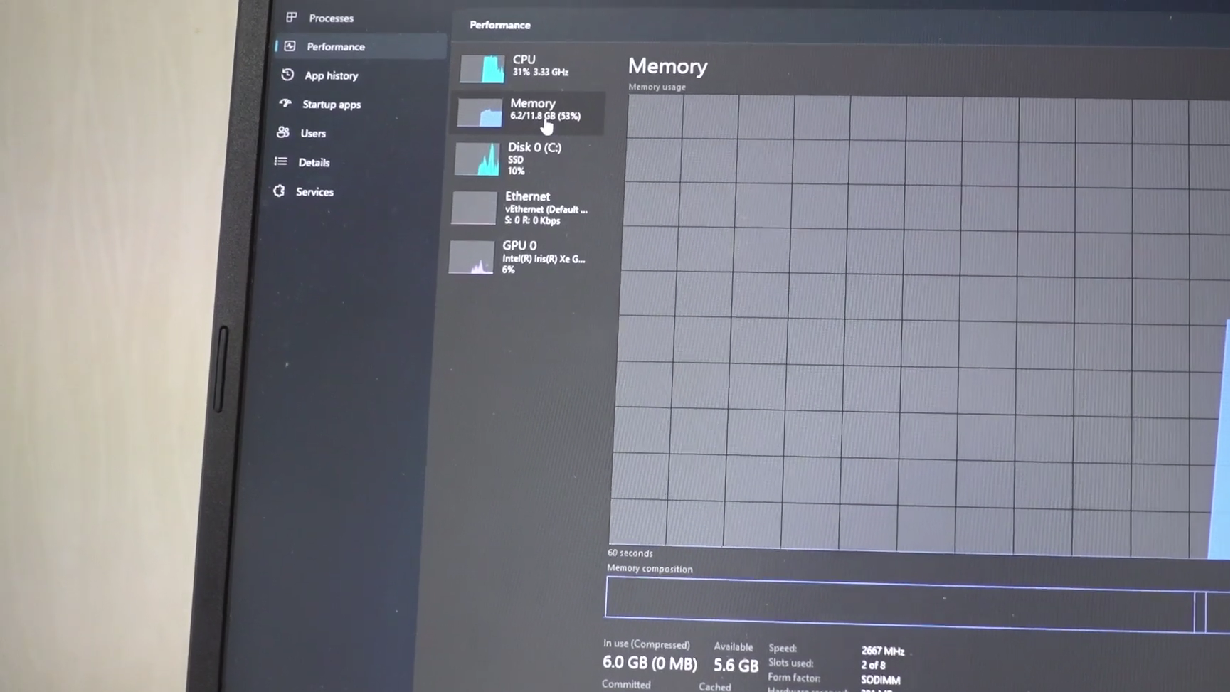 Processes
Performance
App history
Startup apps
Users
Details
Services
Performance
CPU
31% 3.33 GHz
Memory
6.2/11.8 GB (53%)
Disk 0 (C:)
SSD
10%
Ethernet
vEthernet (Default ...
S: 0 R: 0 Kbps
GPU 0
Intel(R) Iris(R) Xe G...
6%
Memory
Memory usage
60 seconds
Memory composition
In use (Compressed)
6.0 GB (0 MB)
Available
5.6 GB
Speed: 2667 MHz
Slots used: 2 of 8
Form factor: SODIMM
Committed
Cached